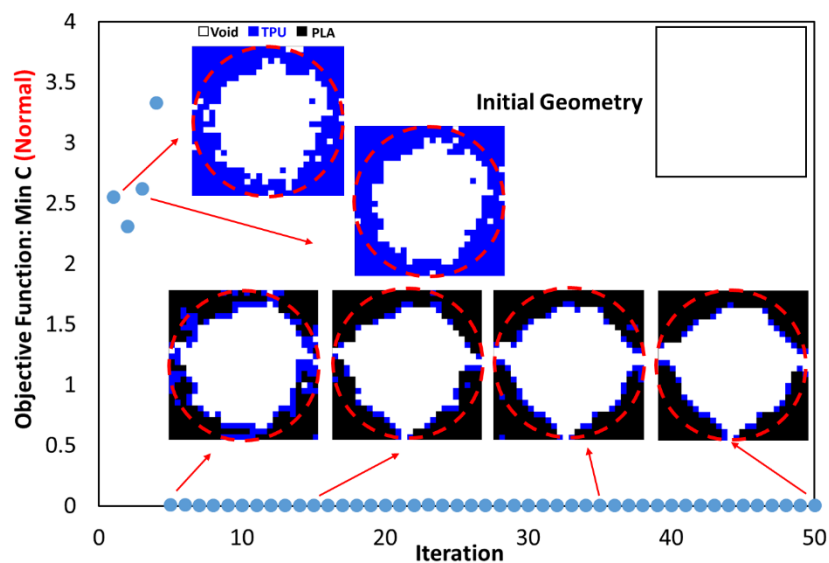 Objective Function: Min C (Normal)
4
3.5
3
2.5
2
1.5
1
0.5
0
Void TPU PLA
Initial Geometry
0 10 20 30 40 50
Iteration